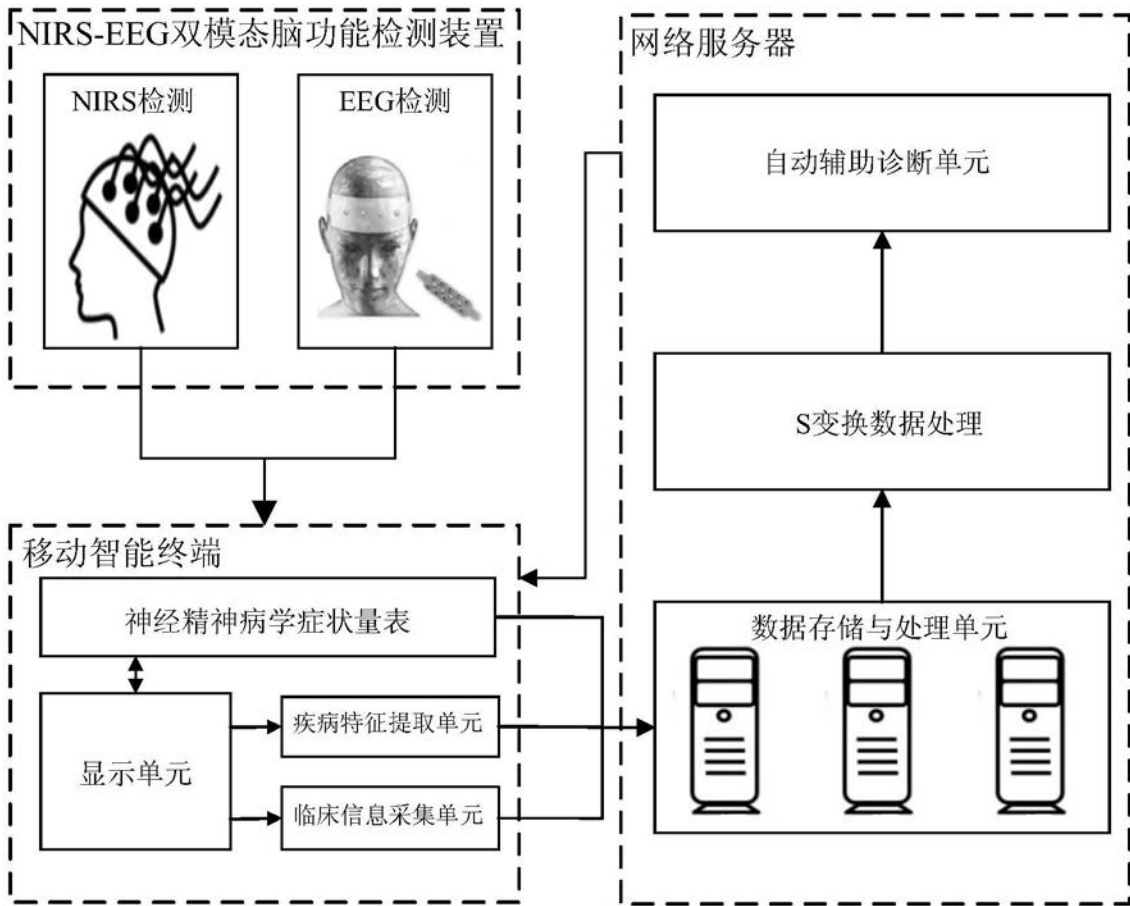 NIRS-EEG双模态脑功能检测装置
NIRS检测
EEG检测
移动智能终端
神经精神病学症状量表
显示单元
疾病特征提取单元
临床信息采集单元
网络服务器
自动辅助诊断单元
S变换数据处理
数据存储与处理单元